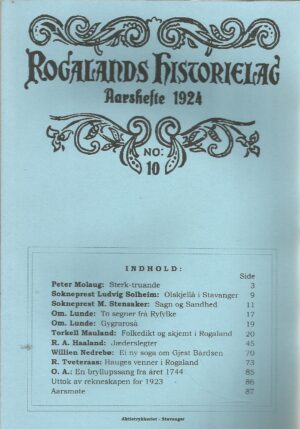 ROGALANDS HISTORIELAG
Aarshefte 1924
NO:
10
INDHOLD:
Side
Peter Molaug: Sterk-truande 3
Sokneprest Ludvig Solheim: Olskjellå i Stavanger 9
Sokneprest M. Stensaker: Sagn og Sandhed 11
Om. Lunde: To segner frå Ryfylke 17
Om. Lunde: Gygraroså 19
Torkell Mauland: Folkedikt og skjemt i Rogaland 20
R. A. Haaland: Jæderslegter 45
Willien Nedrebø: Ei ny soga om Gjest Bårdsen 70
R. Tveteraas: Hauges venner i Rogaland 73
O. A.: En bryllupssang fra året 1744 85
Uttok av rekneskapen for 1923 86
Aarsmøte 87
Aktietrykkeriet - Stavanger